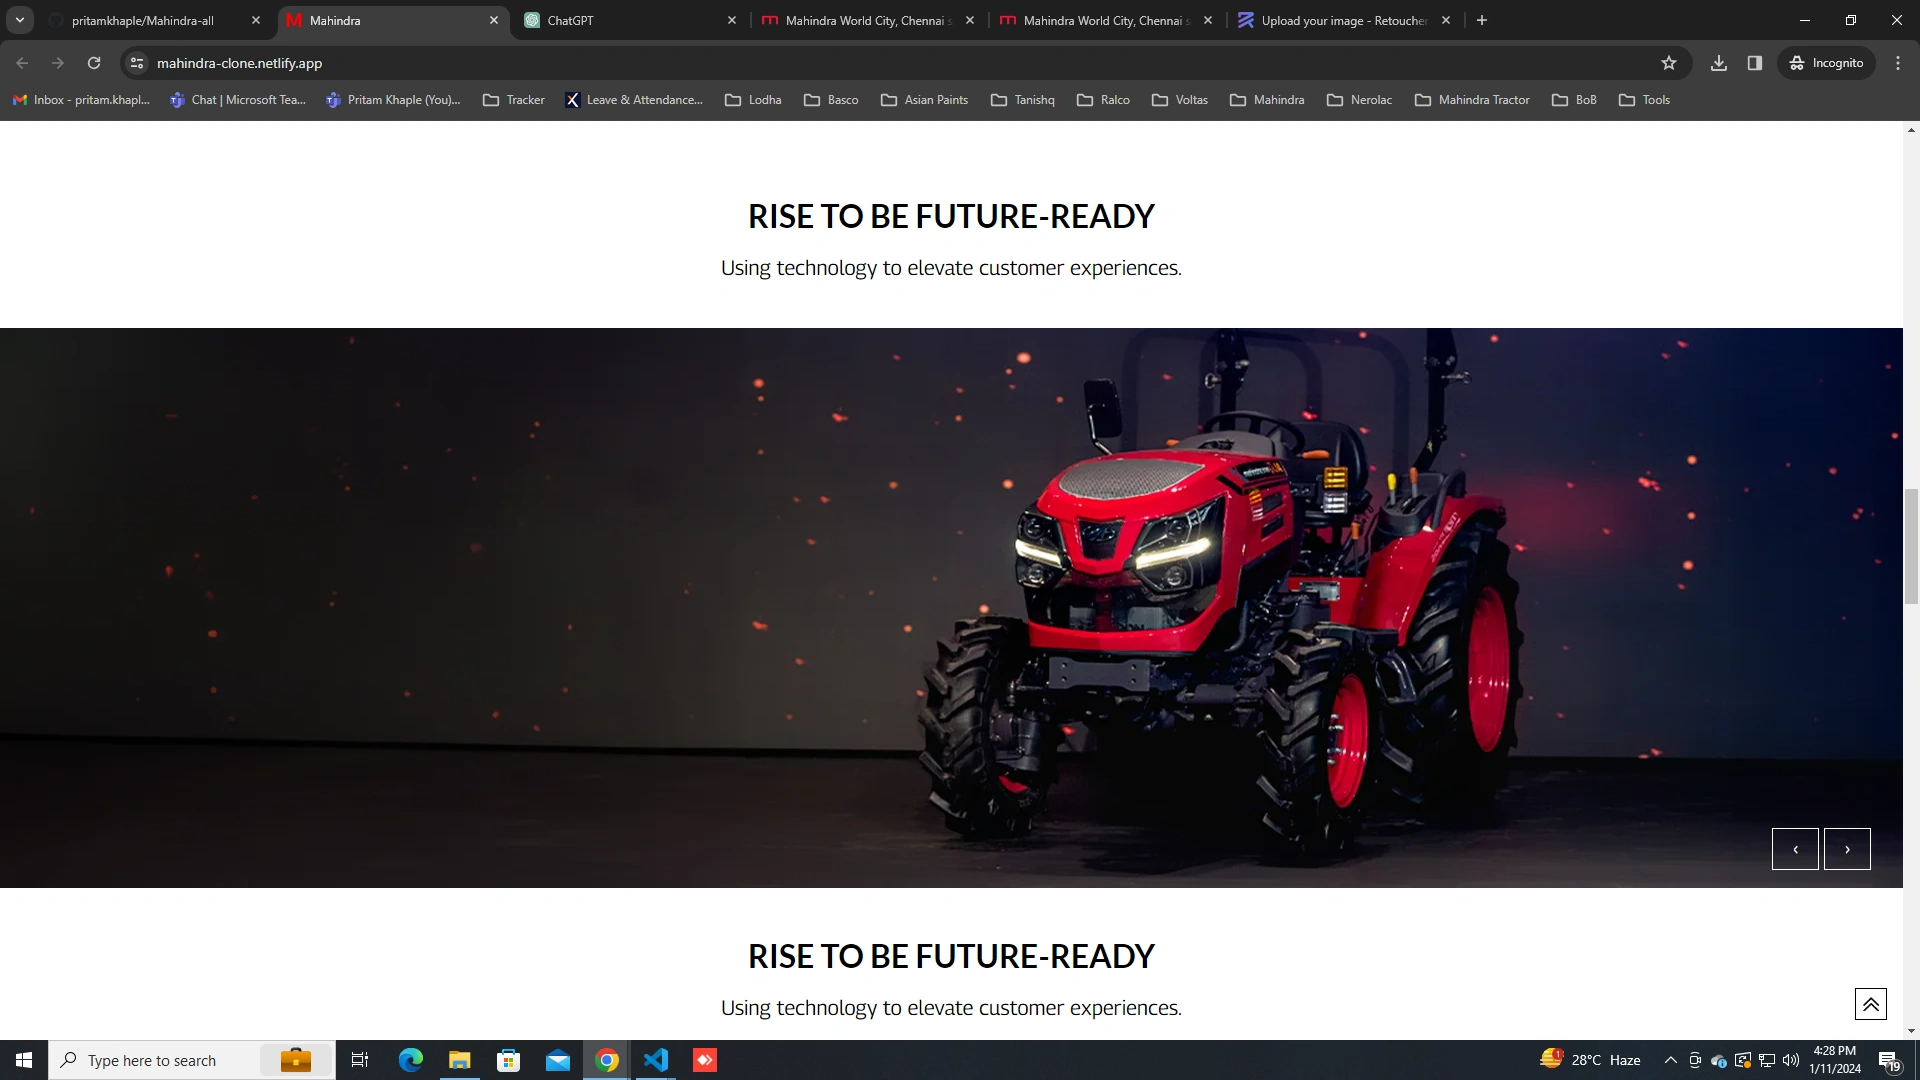 pritamkhaple/Mahindra-all
Mahindra
ChatGPT
Mahindra World City, Chennai
Mahindra World City, Chennai
Upload your image - Retoucher
mahindra-clone.netlify.app
Incognito
Inbox - pritam.khapl...
Chat | Microsoft Tea...
Pritam Khaple (You)...
Tracker
Leave & Attendance...
Lodha
Basco
Asian Paints
Tanishq
Ralco
Voltas
Mahindra
Nerolac
Mahindra Tractor
BoB
Tools
RISE TO BE FUTURE-READY
Using technology to elevate customer experiences.
RISE TO BE FUTURE-READY
Using technology to elevate customer experiences.
Type here to search
28°C Haze
4:28 PM
1/11/2024
19